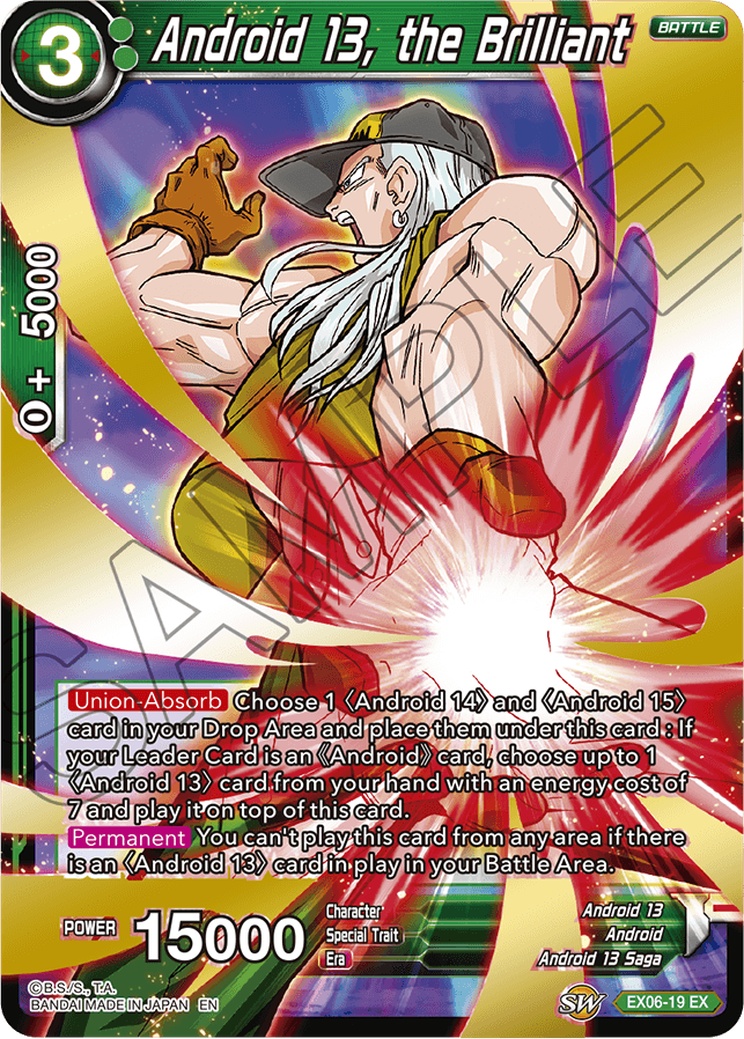 3
Android 13, the Brilliant
BATTLE
0+ 5000
SAMPLE
Union-Absorb Choose 1 《Android 14》 and 《Android 15》
card in your Drop Area and place them under this card : If
your Leader Card is an 《Android》 card, choose up to 1
〈Android 13〉 card from your hand with an energy cost of
7 and play it on top of this card.
Permanent You can't play this card from any area if there
is an 〈Android 13〉 card in play in your Battle Area.
POWER 15000
Character Android 13
Special Trait Android
Era Android 13 Saga
©B.S./S., T.A.
BANDAI MADE IN JAPAN EN
SW EX06-19 EX